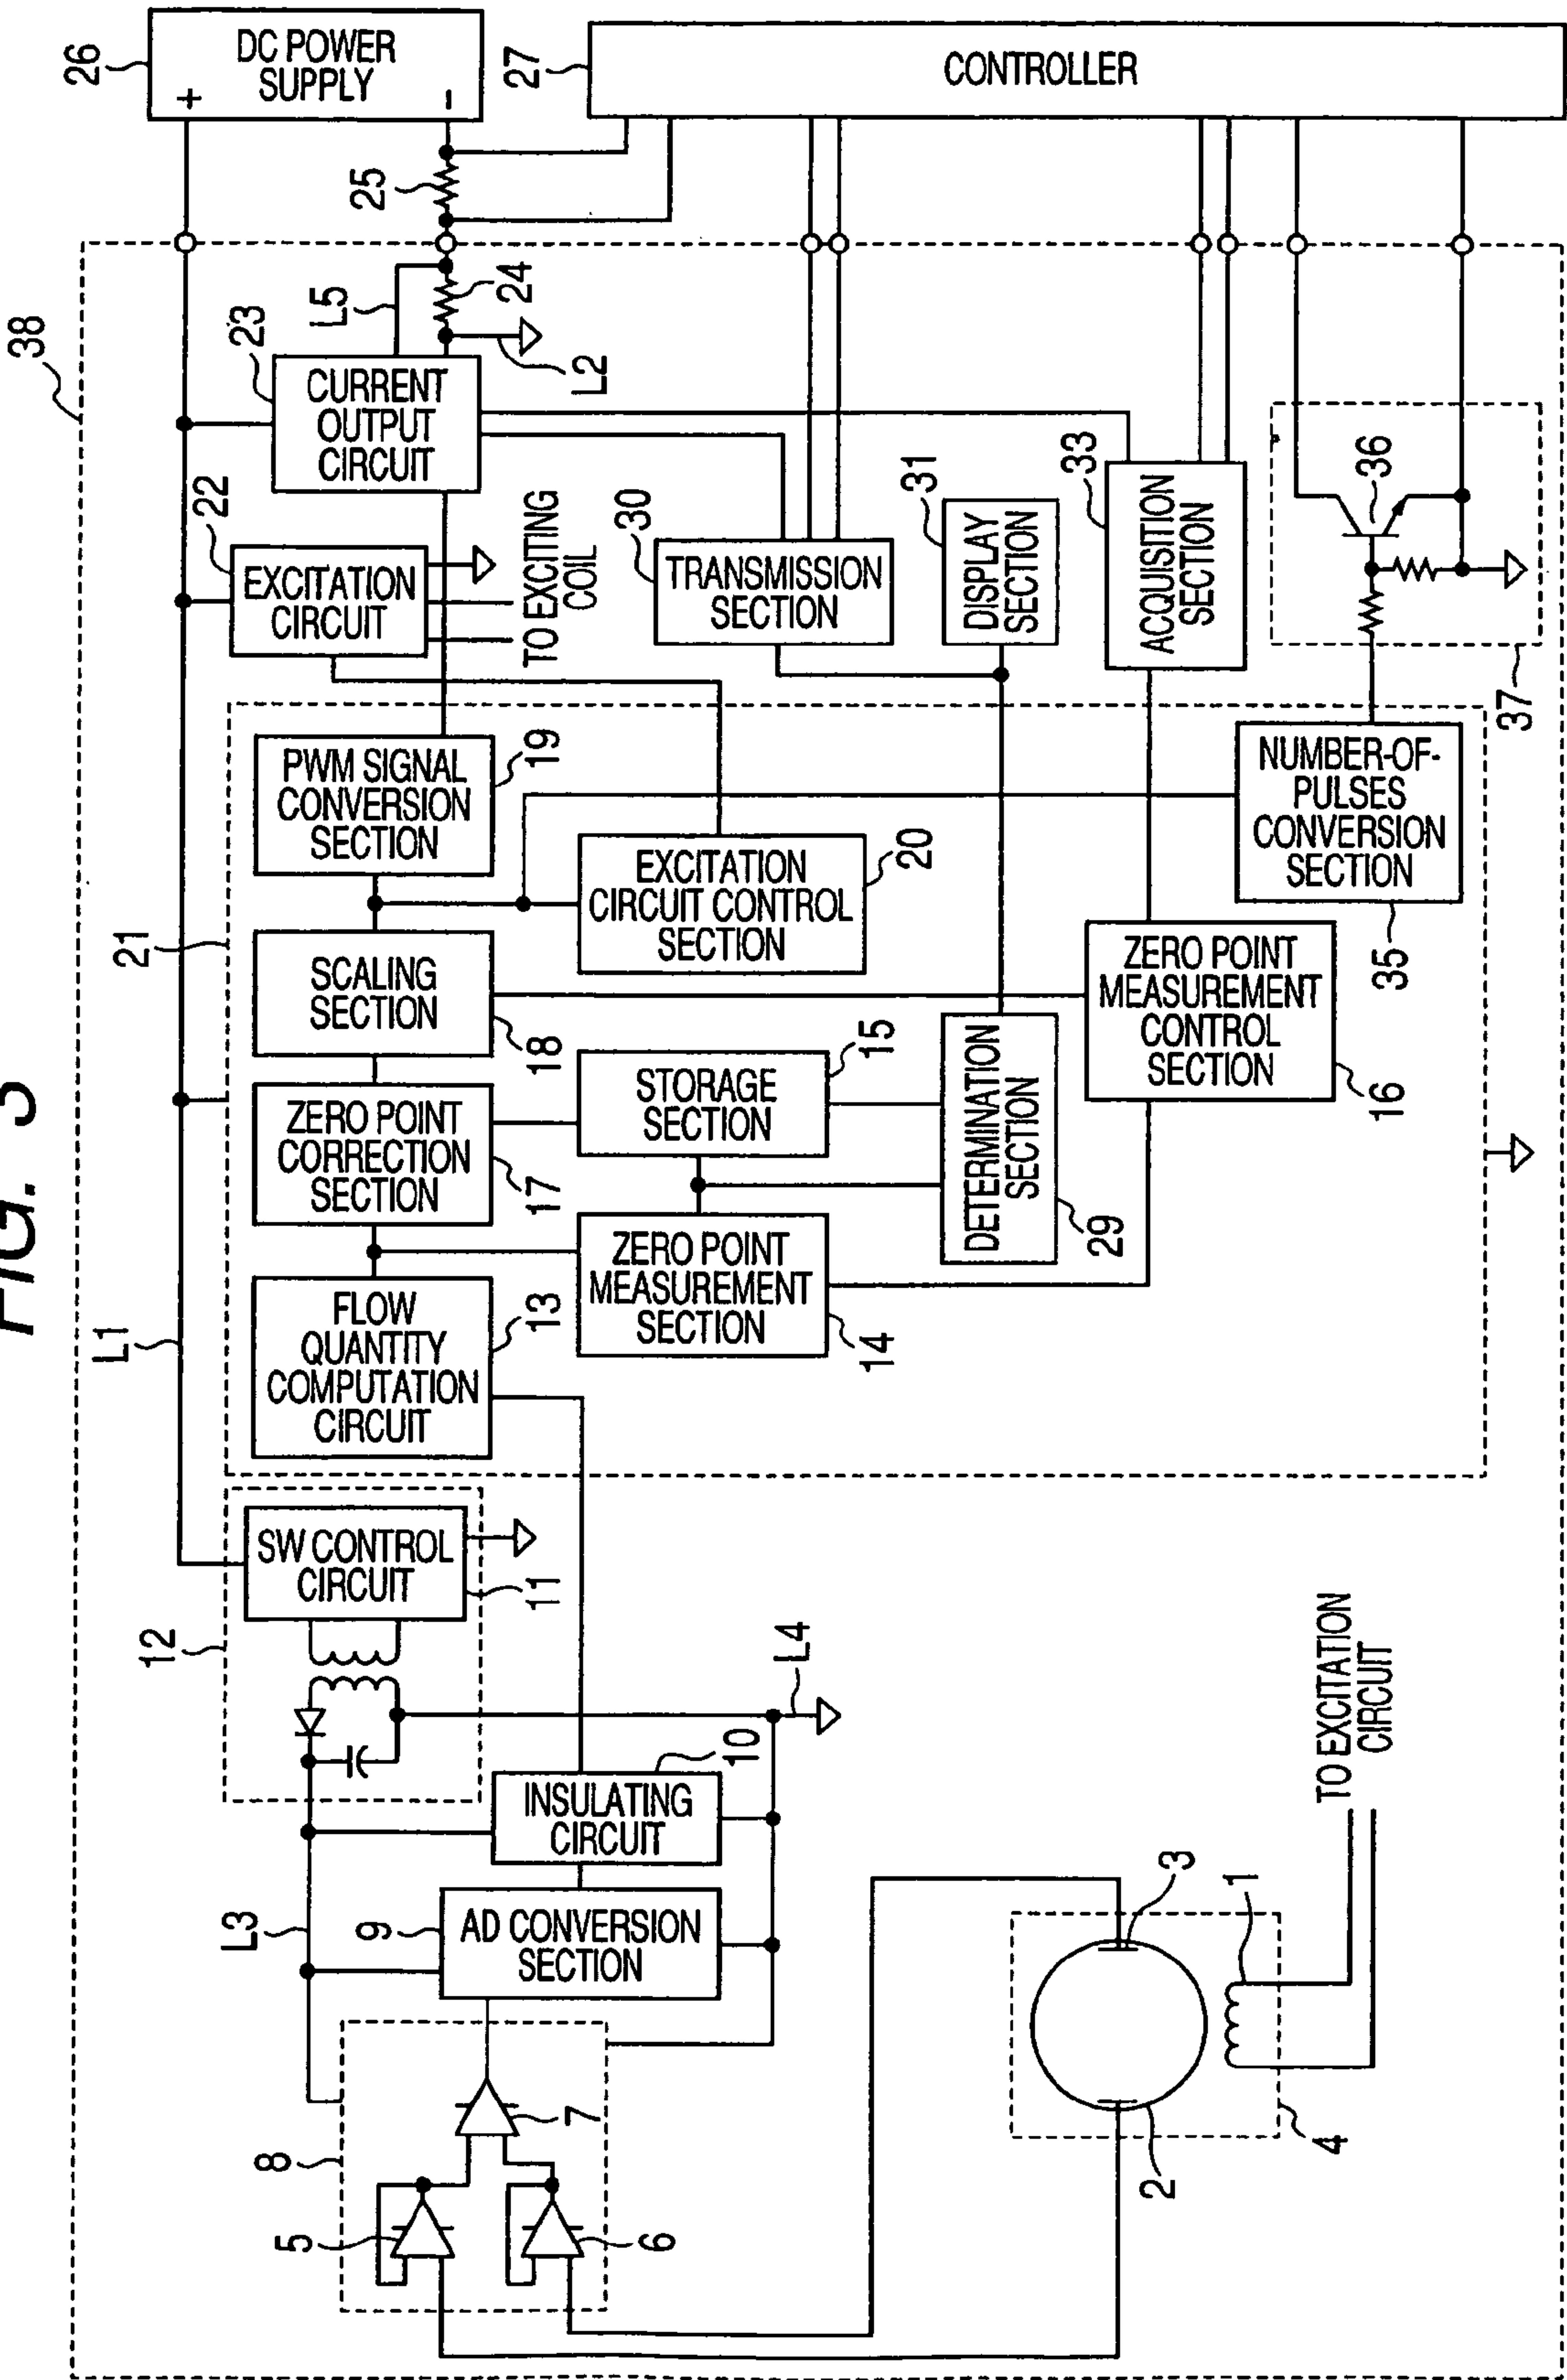 FIG. 3
38
26
DC POWER
SUPPLY
+
-
27
CONTROLLER
25
24
L5
L2
23
CURRENT
OUTPUT
CIRCUIT
22
EXCITATION
CIRCUIT
TO EXCITING
COIL
30
TRANSMISSION
SECTION
31
DISPLAY
SECTION
33
ACQUISITION
SECTION
36
37
21
PWM SIGNAL
CONVERSION
SECTION
19
EXCITATION
CIRCUIT CONTROL
SECTION
20
NUMBER-OF-
PULSES
CONVERSION
SECTION
35
SCALING
SECTION
18
ZERO POINT
MEASUREMENT
CONTROL
SECTION
16
ZERO POINT
CORRECTION
SECTION
17
STORAGE
SECTION
15
DETERMINATION
SECTION
29
L1
FLOW
QUANTITY
COMPUTATION
CIRCUIT
13
ZERO POINT
MEASUREMENT
SECTION
14
12
SW CONTROL
CIRCUIT
11
L4
10
INSULATING
CIRCUIT
L3
9
AD CONVERSION
SECTION
8
5
6
7
TO EXCITATION
CIRCUIT
3
1
2
4